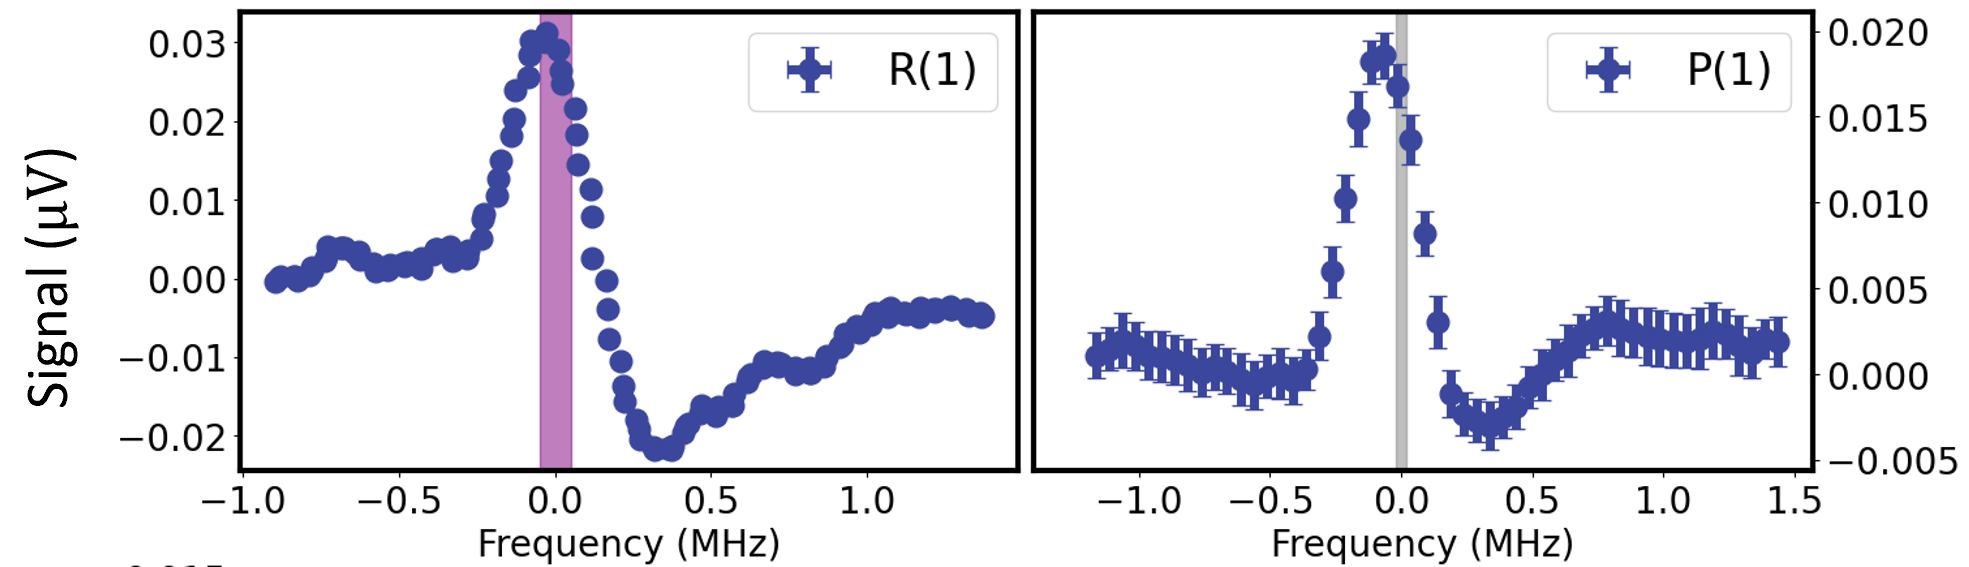 Signal (μV)
0.03
0.02
0.01
0.00
−0.01
−0.02
R(1)
−1.0 −0.5 0.0 0.5 1.0
Frequency (MHz)
P(1)
0.020
0.015
0.010
0.005
0.000
−0.005
−1.0 −0.5 0.0 0.5 1.0 1.5
Frequency (MHz)